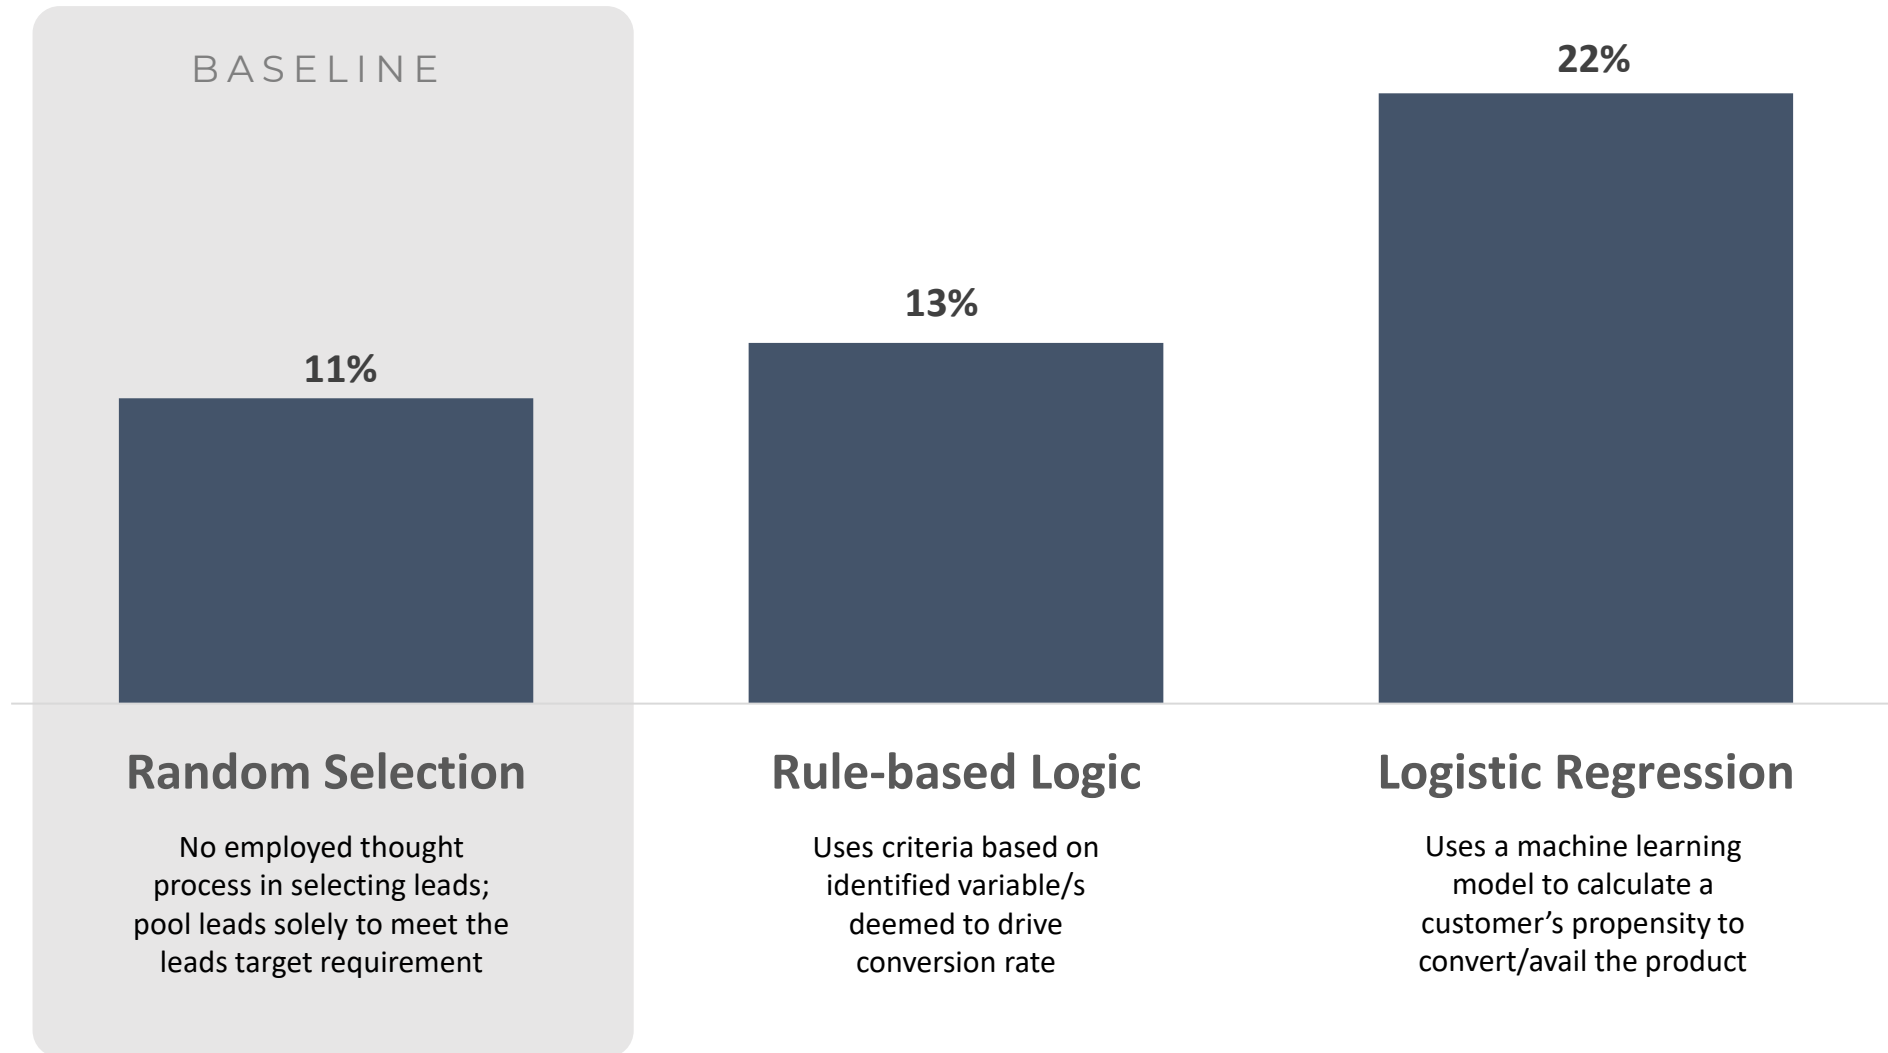 BASELINE
11%
13%
22%
Random Selection
No employed thought
process in selecting leads;
pool leads solely to meet the
leads target requirement
Rule-based Logic
Uses criteria based on
identified variable/s
deemed to drive
conversion rate
Logistic Regression
Uses a machine learning
model to calculate a
customer’s propensity to
convert/avail the product